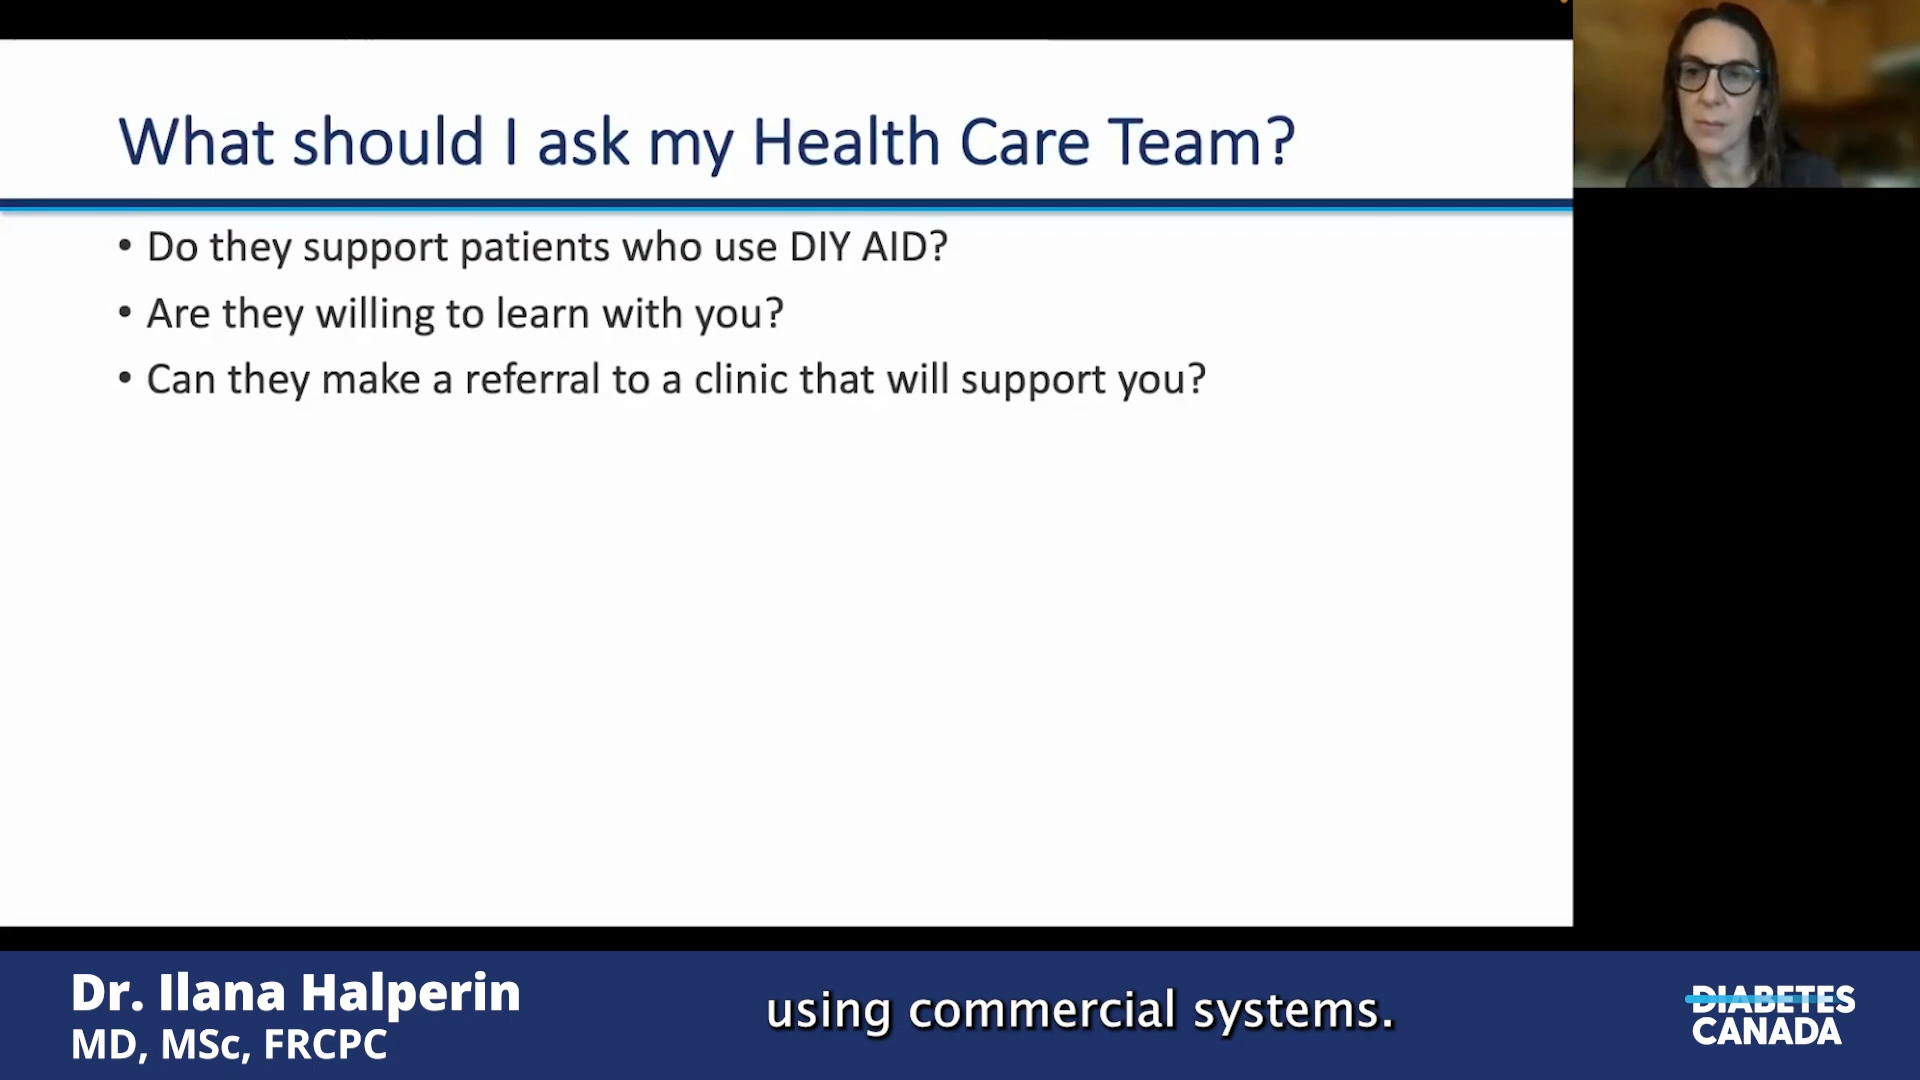 What should I ask my Health Care Team?
• Do they support patients who use DIY AID?
• Are they willing to learn with you?
• Can they make a referral to a clinic that will support you?
Dr. Ilana Halperin
MD, MSc, FRCPC
using commercial systems.
DIABETES
CANADA